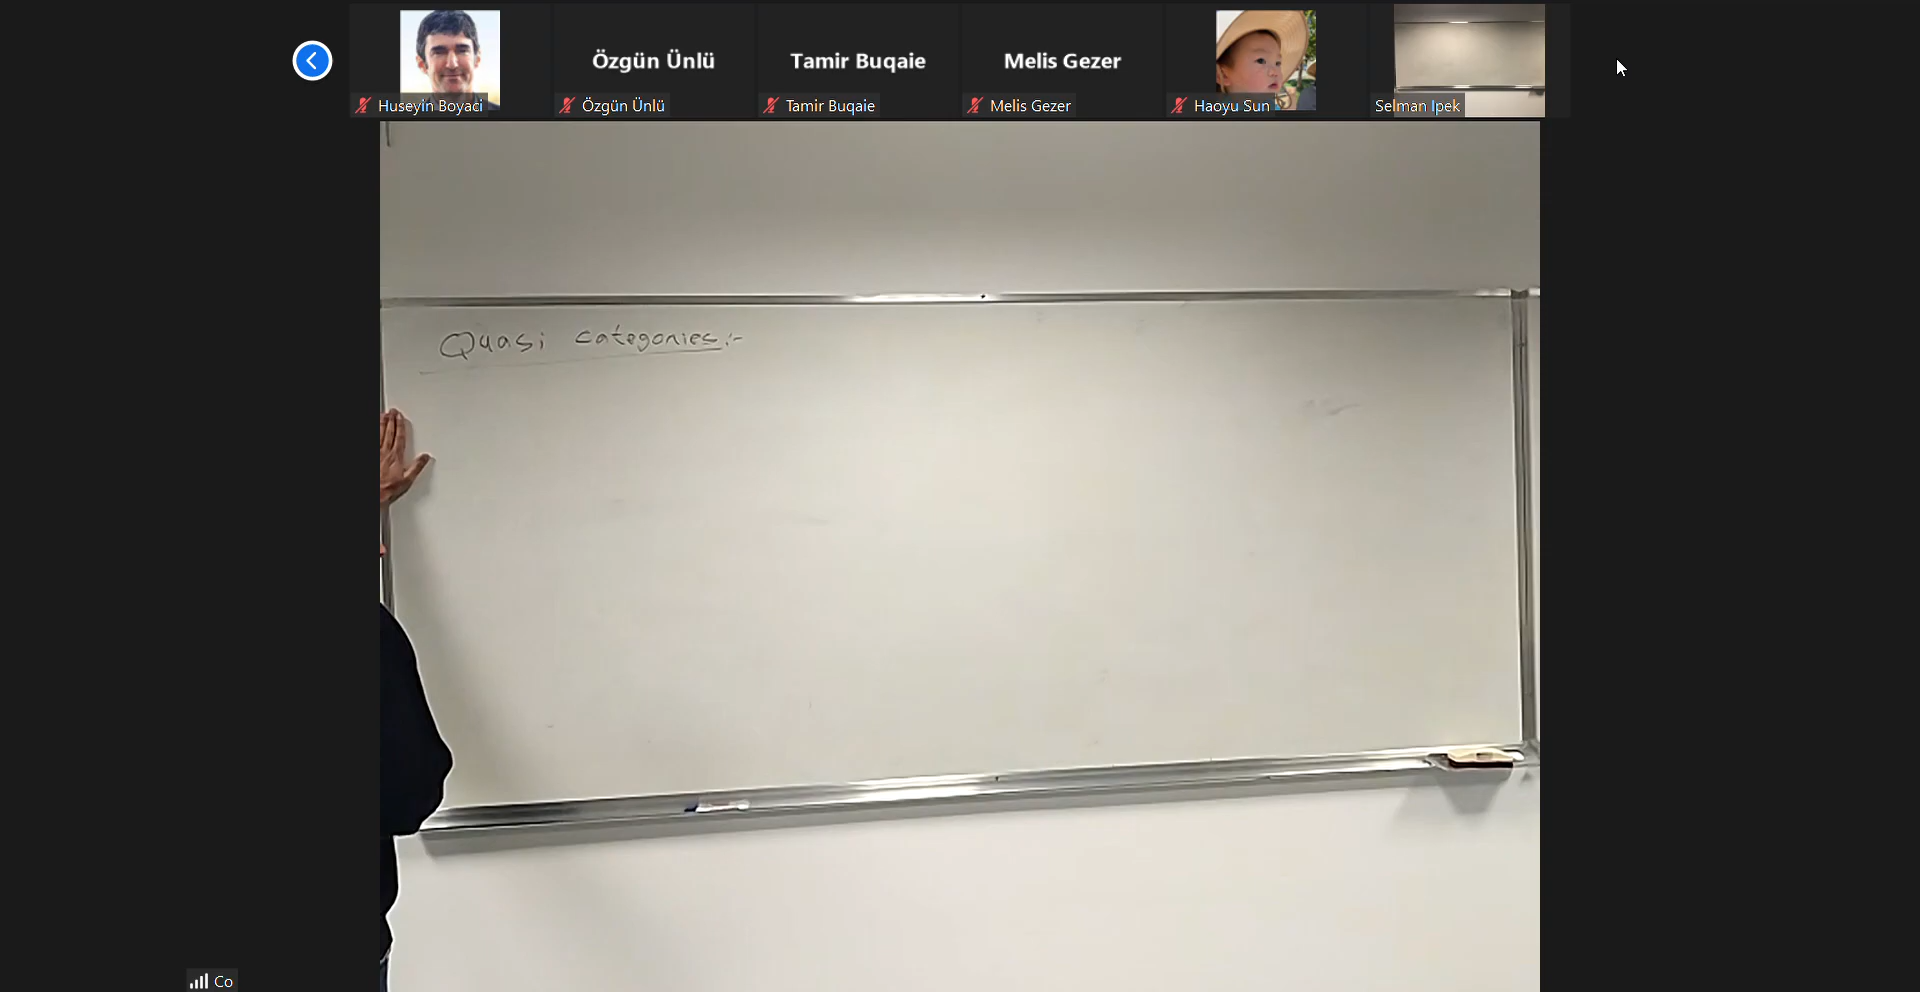 Özgün Ünlü
Tamir Buqaie
Melis Gezer
Huseyin Boyaci
Özgün Ünlü
Tamir Buqaie
Melis Gezer
Haoyu Sun
Selman Ipek
Quasi categories:-
Co